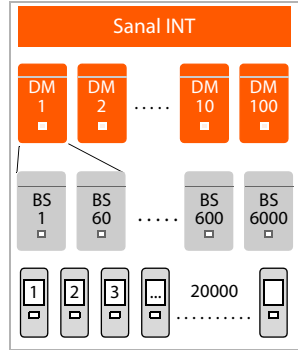 Sanal INT
DM 1
DM 2
.....
DM 10
DM 100
BS 1
BS 60
.....
BS 600
BS 6000
1
2
3
...
20000
..........